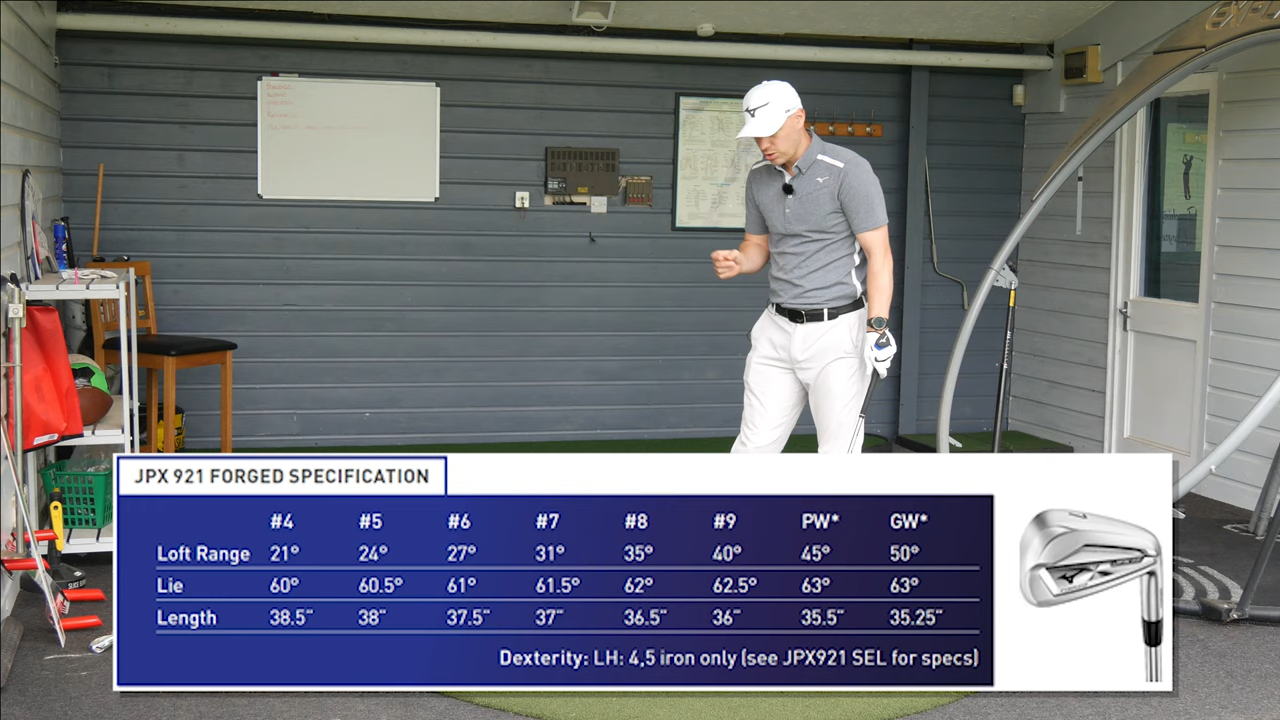 JPX 921 FORGED SPECIFICATION
#4 #5 #6 #7 #8 #9 PW* GW*
Loft Range 21° 24° 27° 31° 35° 40° 45° 50°
Lie 60° 60.5° 61° 61.5° 62° 62.5° 63° 63°
Length 38.5" 38" 37.5" 37" 36.5" 36" 35.5" 35.25"
Dexterity: LH: 4,5 iron only (see JPX921 SEL for specs)